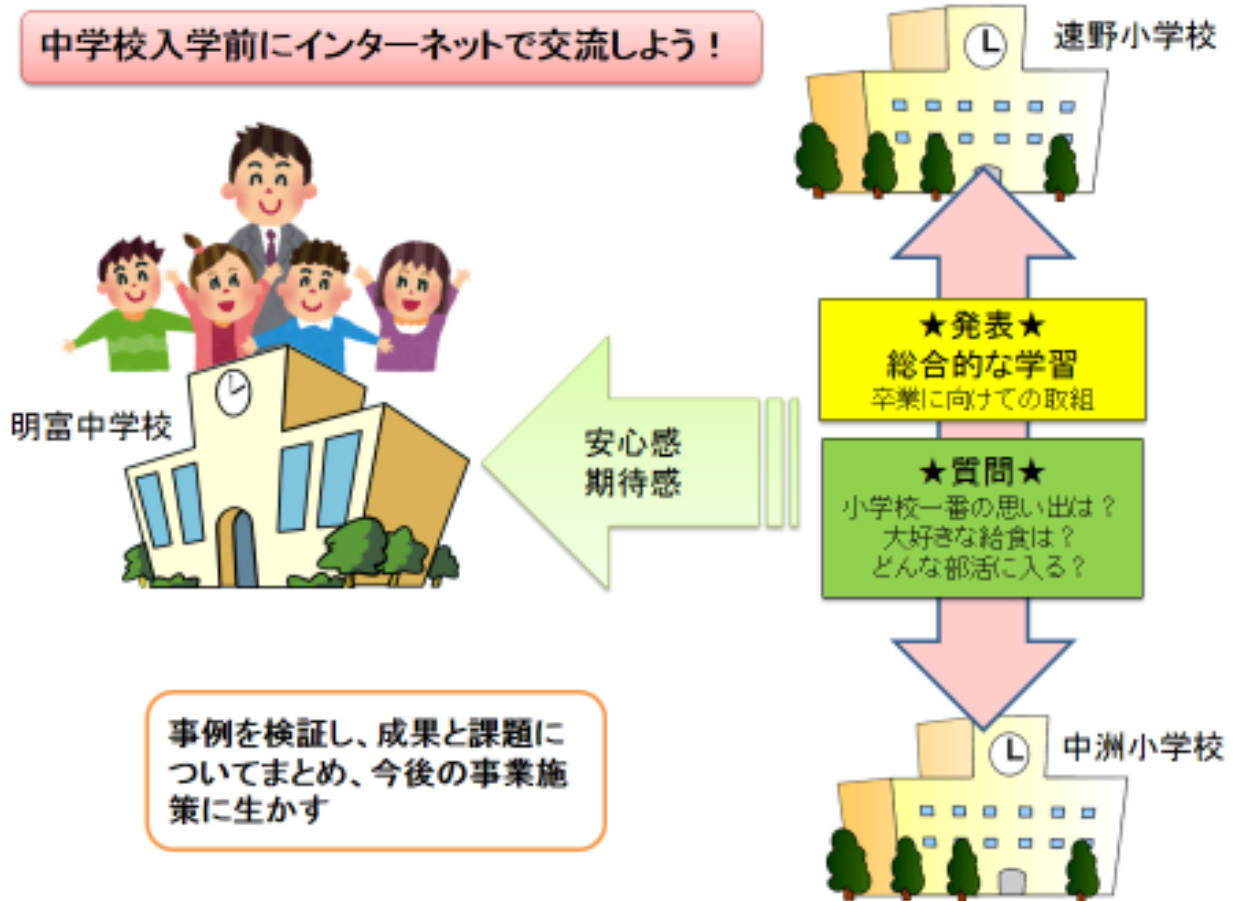 中学校入学前にインターネットで交流しよう！
速野小学校
★発表★
総合的な学習
卒業に向けての取組
明富中学校
安心感
期待感
★質問★
小学校一番の思い出は？
大好きな給食は？
どんな部活に入る？
中洲小学校
事例を検証し、成果と課題に
ついてまとめ、今後の事業施
策に生かす